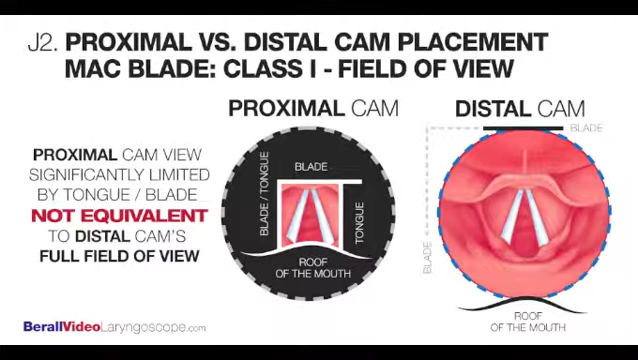 J2. PROXIMAL VS. DISTAL CAM PLACEMENT
MAC BLADE: CLASS I - FIELD OF VIEW
PROXIMAL CAM VIEW
SIGNIFICANTLY LIMITED
BY TONGUE / BLADE
NOT EQUIVALENT
TO DISTAL CAM'S
FULL FIELD OF VIEW
PROXIMAL CAM
BLADE
BLADE / TONGUE
TONGUE
ROOF
OF THE MOUTH
DISTAL CAM
BLADE
BLADE
ROOF
OF THE MOUTH
BerallVideoLaryngoscope.com